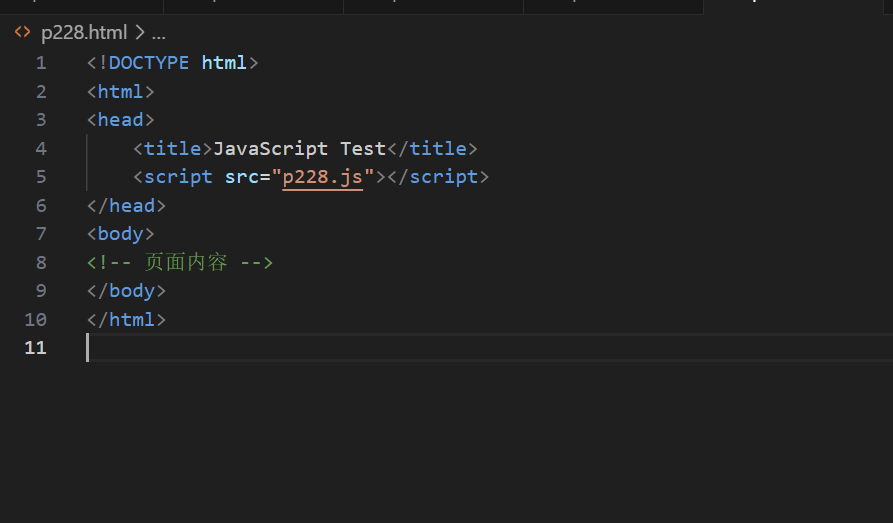 p228.html > ...
1 <!DOCTYPE html>
2 <html>
3 <head>
4     <title>JavaScript Test</title>
5     <script src="p228.js"></script>
6 </head>
7 <body>
8 <!-- 页面内容 -->
9 </body>
10 </html>
11